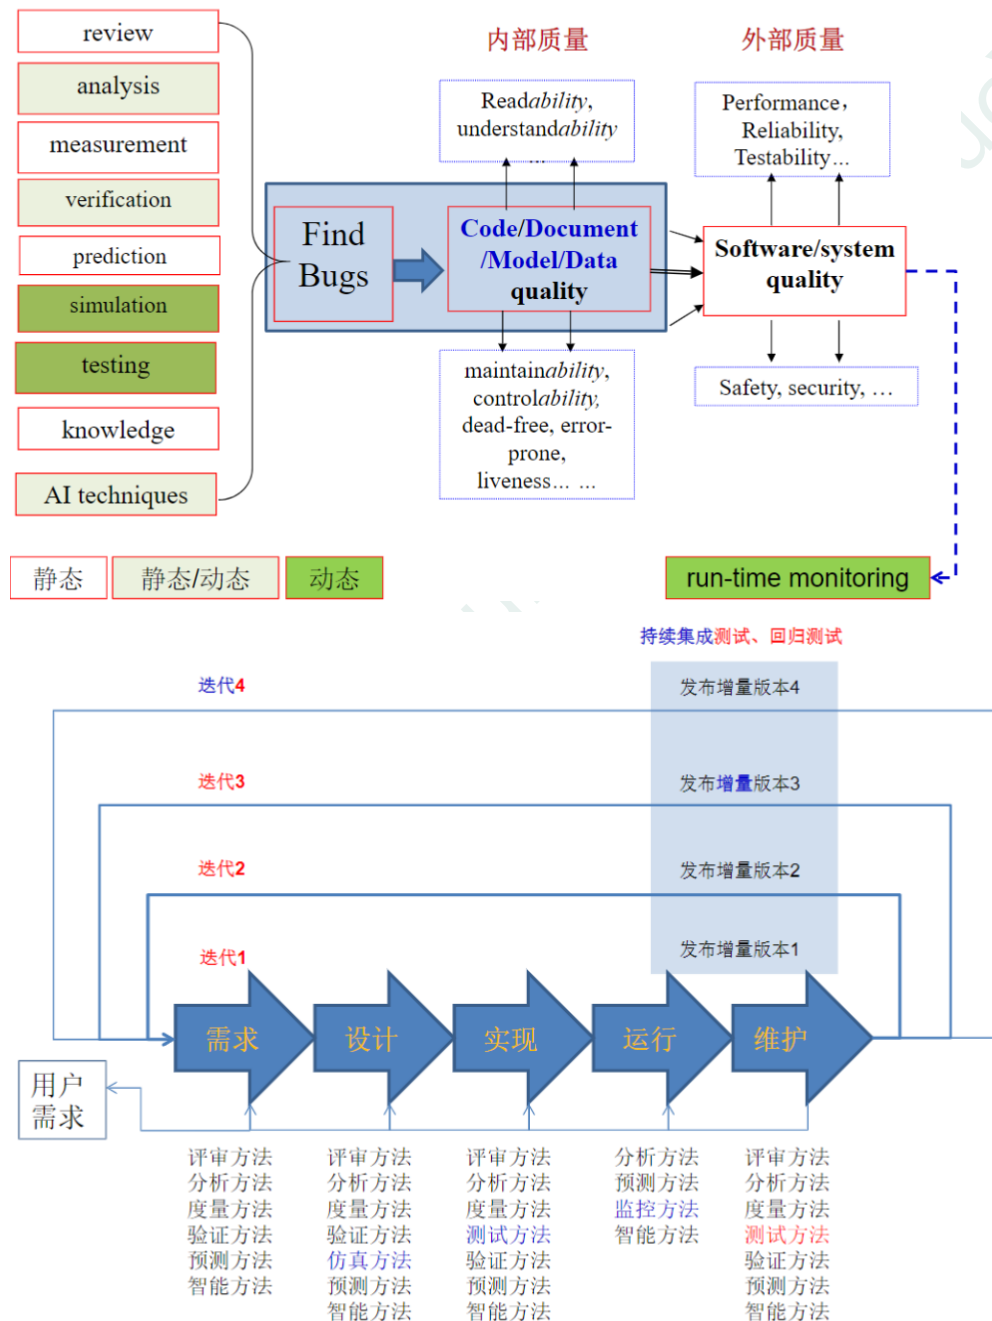 review
analysis
measurement
verification
prediction
simulation
testing
knowledge
AI techniques
内部质量
外部质量
Readability,
understandability
...
Performance，
Reliability,
Testability…
Find
Bugs
Code/Document
/Model/Data
quality
Software/system
quality
maintainability,
controlability,
dead-free, error-
prone,
liveness… …
Safety, security, …
静态
静态/动态
动态
run-time monitoring
持续集成测试、回归测试
迭代4
发布增量版本4
迭代3
发布增量版本3
迭代2
发布增量版本2
迭代1
发布增量版本1
需求
设计
实现
运行
维护
用户
需求
评审方法
分析方法
度量方法
验证方法
预测方法
智能方法
评审方法
分析方法
度量方法
验证方法
仿真方法
预测方法
智能方法
评审方法
分析方法
度量方法
测试方法
验证方法
预测方法
智能方法
分析方法
预测方法
监控方法
智能方法
评审方法
分析方法
度量方法
测试方法
验证方法
预测方法
智能方法